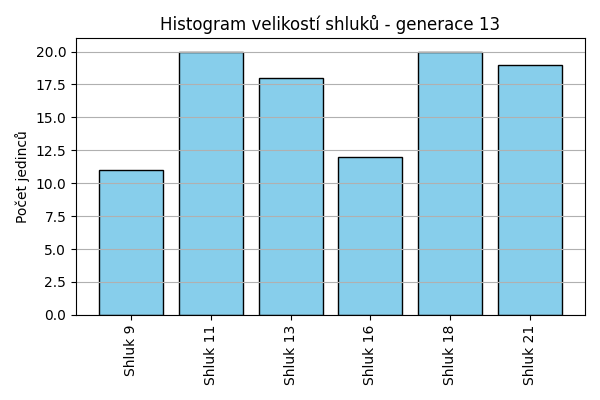 Histogram velikostí shluků - generace 13
Počet jedinců
20.0
17.5
15.0
12.5
10.0
7.5
5.0
2.5
0.0
Shluk 9
Shluk 11
Shluk 13
Shluk 16
Shluk 18
Shluk 21